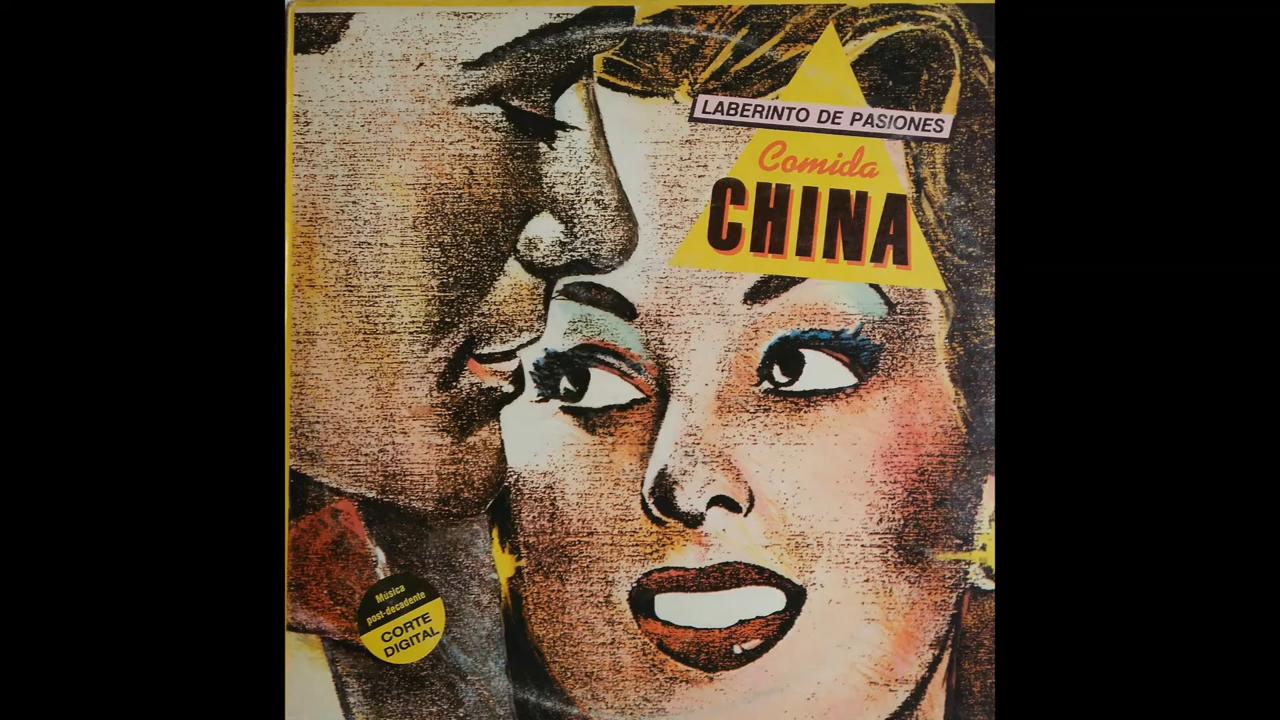 LABERINTO DE PASIONES
Comida
CHINA
Música
post-decadente
CORTE
DIGITAL